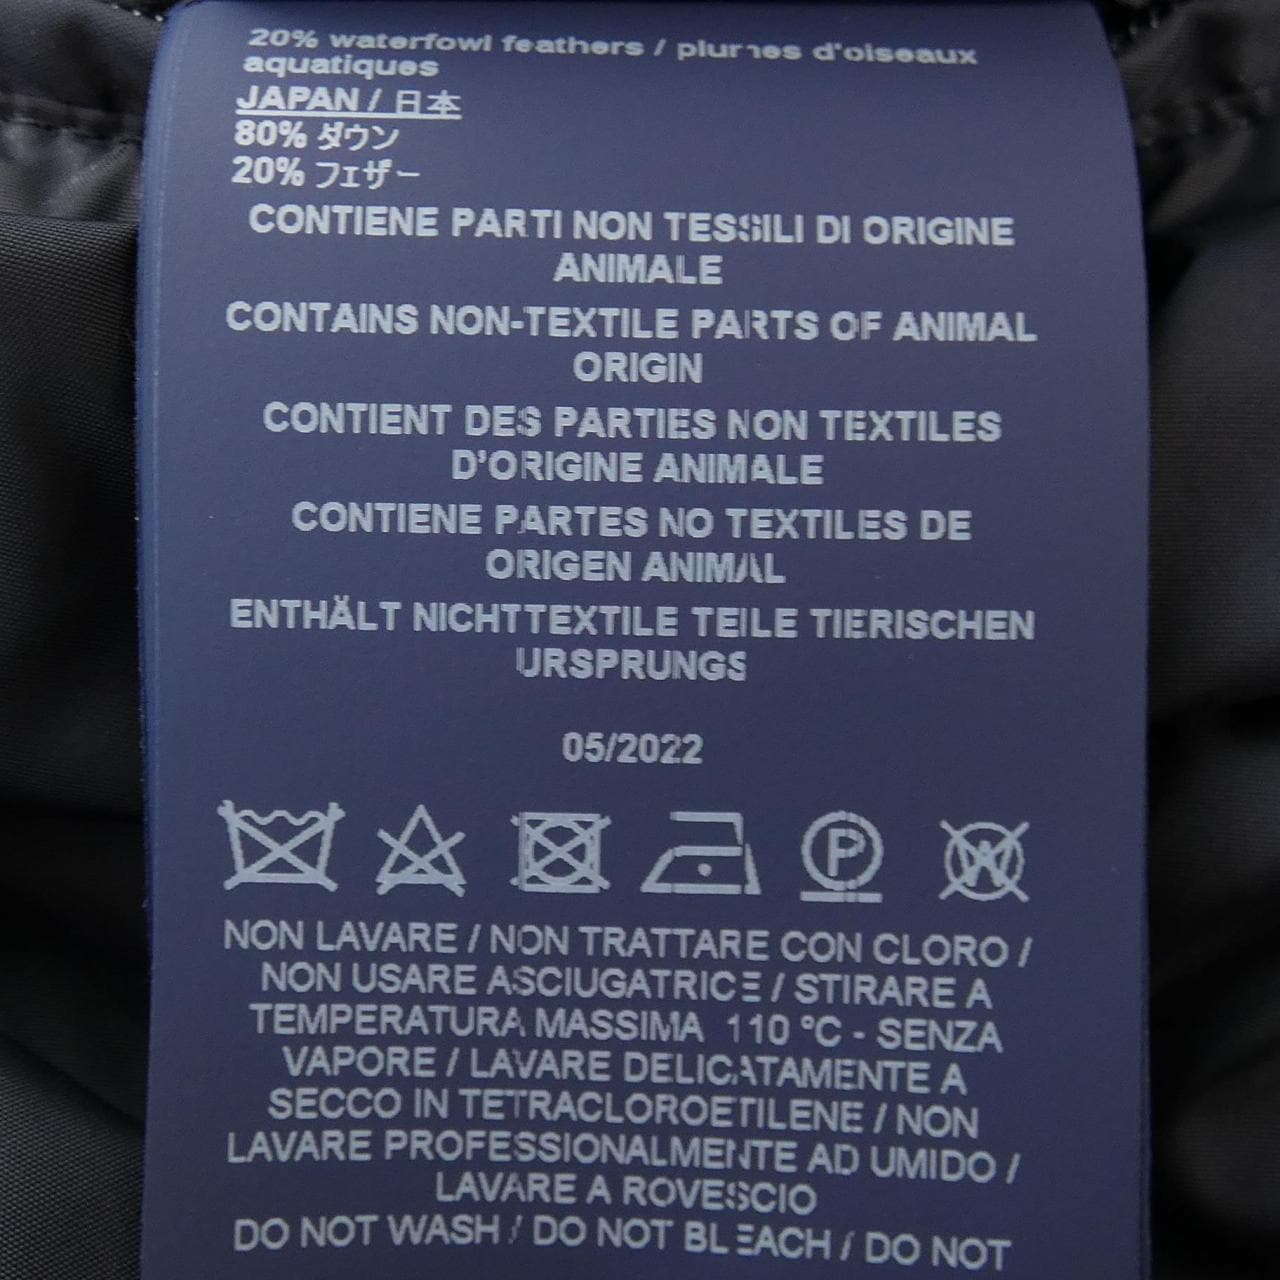 20% waterfowl feathers / plumes d'oiseaux
aquatiques
JAPAN / 日本
80% ダウン
20% フェザー
CONTIENE PARTI NON TESSILI DI ORIGINE
ANIMALE
CONTAINS NON-TEXTILE PARTS OF ANIMAL
ORIGIN
CONTIENT DES PARTIES NON TEXTILES
D'ORIGINE ANIMALE
CONTIENE PARTES NO TEXTILES DE
ORIGEN ANIMAL
ENTHÄLT NICHTTEXTILE TEILE TIERISCHEN
URSPRUNGS
05/2022
P W
NON LAVARE / NON TRATTARE CON CLORO /
NON USARE ASCIUGATRICE / STIRARE A
TEMPERATURA MASSIMA 110 °C - SENZA
VAPORE / LAVARE DELICATAMENTE A
SECCO IN TETRACLOROETILENE / NON
LAVARE PROFESSIONALMENTE AD UMIDO /
LAVARE A ROVESCIO
DO NOT WASH / DO NOT BLEACH / DO NOT